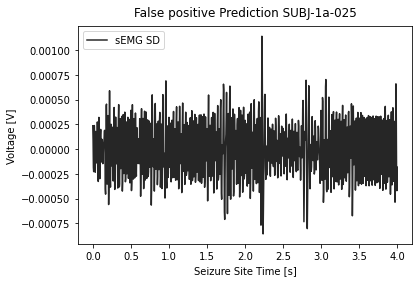 False positive Prediction SUBJ-1a-025
sEMG SD
Voltage [V]
0.00100
0.00075
0.00050
0.00025
0.00000
−0.00025
−0.00050
−0.00075
0.0 0.5 1.0 1.5 2.0 2.5 3.0 3.5 4.0
Seizure Site Time [s]